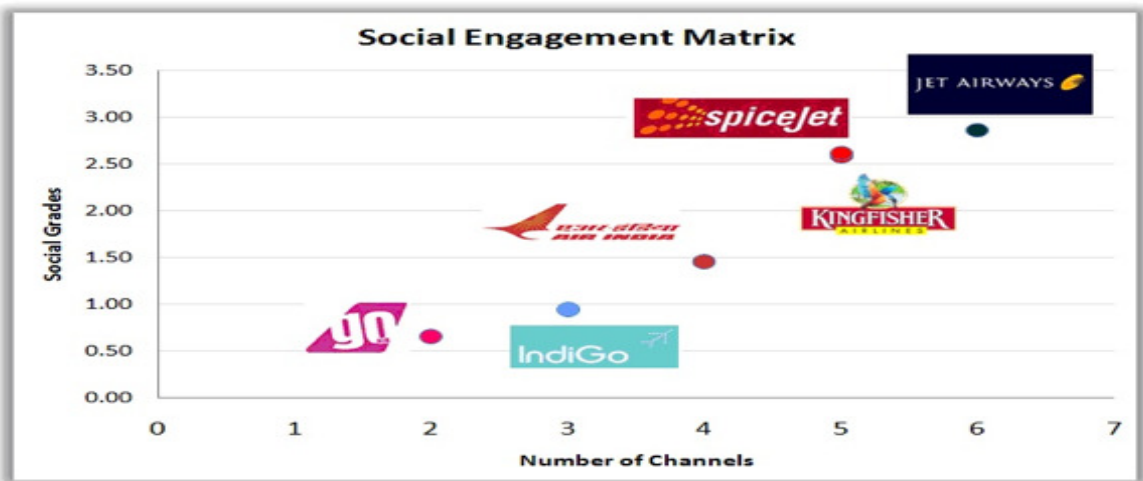 Social Engagement Matrix
3.50
3.00
2.50
2.00
1.50
1.00
0.50
0.00
Social Grades
JET AIRWAYS
spicejet
KINGFISHER
AIRLINES
एअर इंडिया
AIR INDIA
go
IndiGo
0 1 2 3 4 5 6 7
Number of Channels